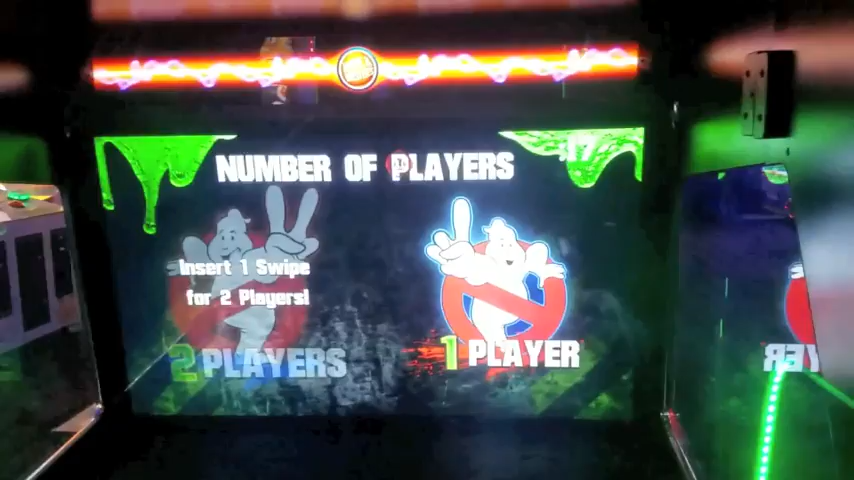 NUMBER OF PLAYERS
Insert 1 Swipe
for 2 Players!
2 PLAYERS
1 PLAYER